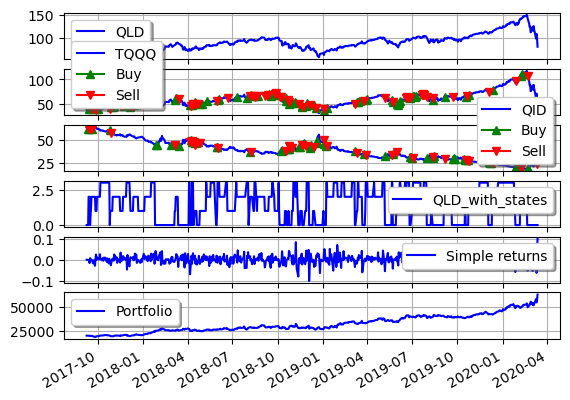 150
100
QLD
TQQQ
Buy
Sell
100
50
QID
Buy
Sell
50
25
2.5
0.0
QLD_with_states
0.1
0.0
−0.1
Simple returns
50000
25000
Portfolio
2017-10
2018-01
2018-04
2018-07
2018-10
2019-01
2019-04
2019-07
2019-10
2020-01
2020-04